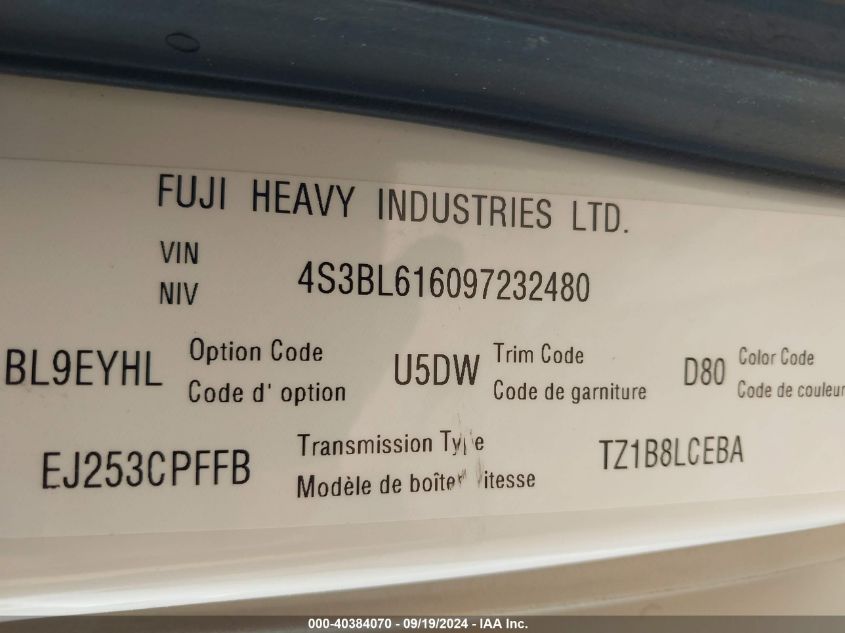 FUJI HEAVY INDUSTRIES LTD.
VIN
NIV
4S3BL616097232480
BL9EYHL
Option Code
Code d' option
U5DW
Trim Code
Code de garniture
D80
Color Code
Code de couleur
EJ253CPFFB
Transmission Type
Modèle de boîte vitesse
TZ1B8LCEBA
000-40384070 - 09/19/2024 - IAA Inc.